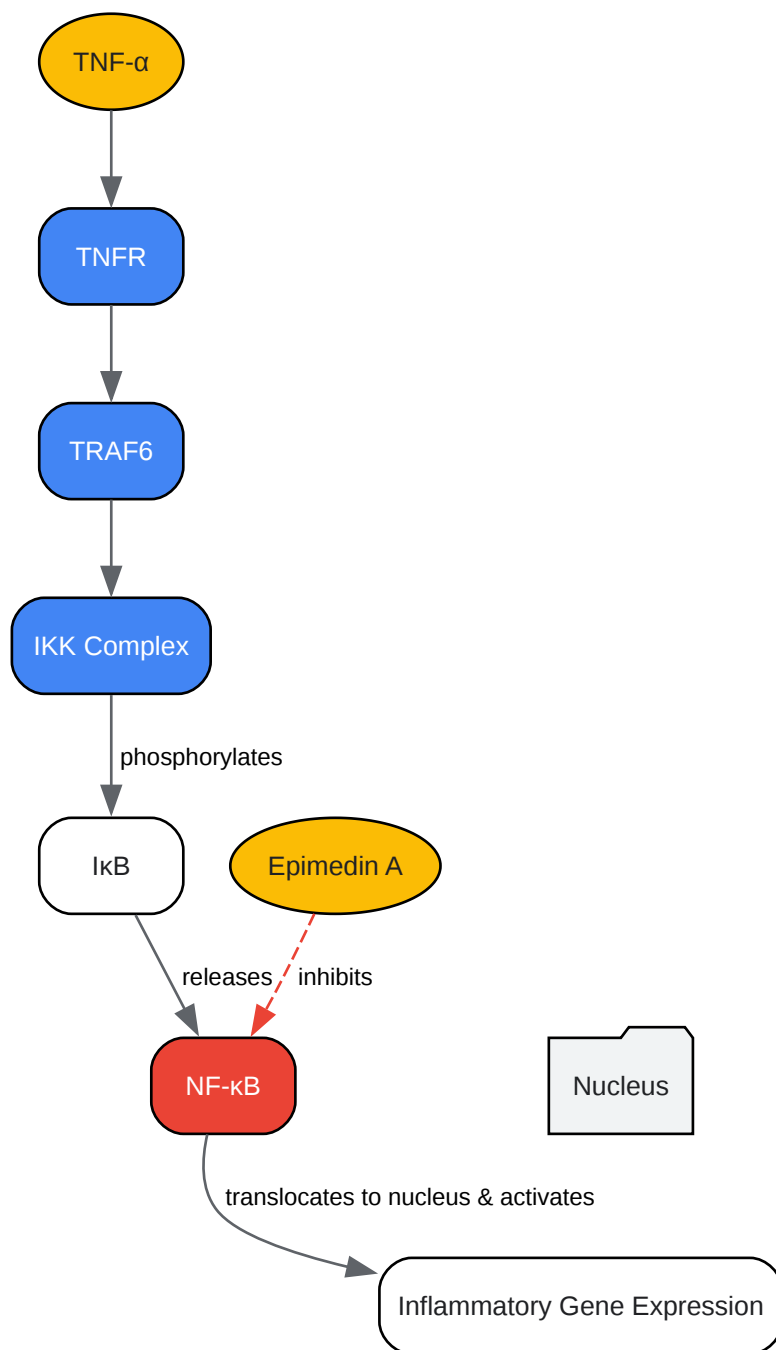 TNF-α
TNFR
TRAF6
IKK Complex
phosphorylates
IκB
Epimedin A
releases
inhibits
NF-κB
Nucleus
translocates to nucleus & activates
Inflammatory Gene Expression